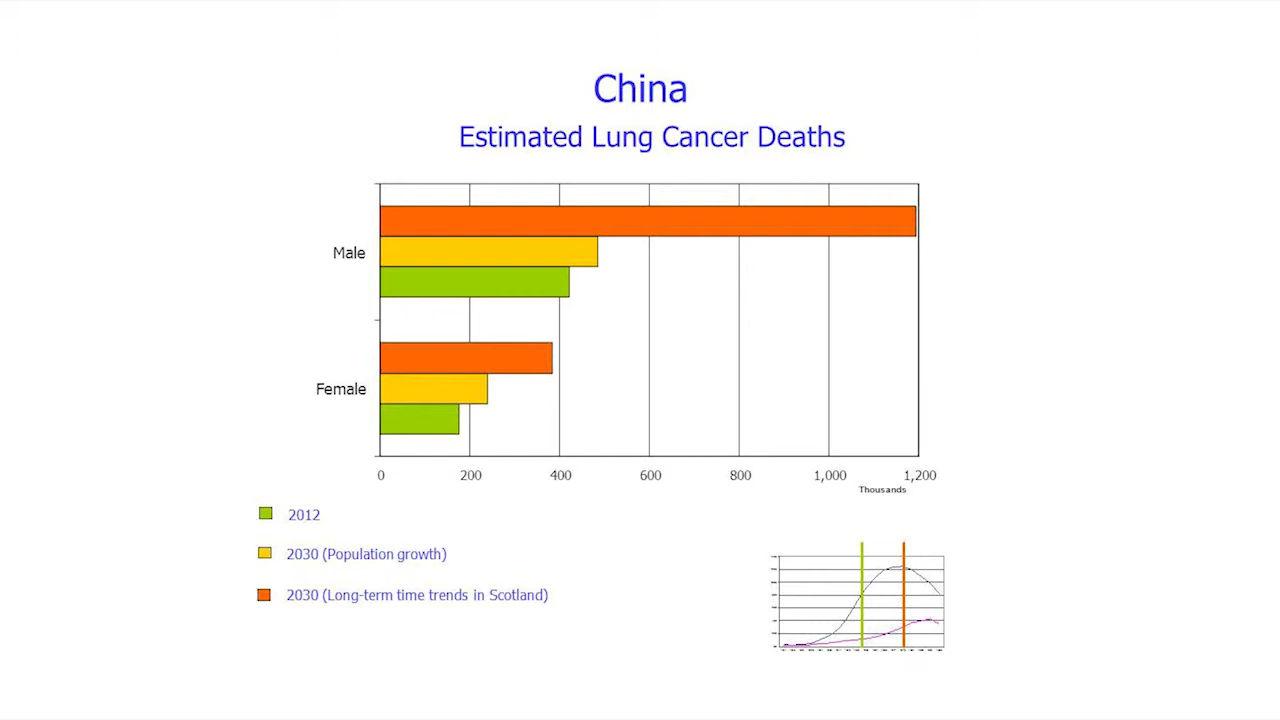 China
Estimated Lung Cancer Deaths
Male
Female
0 200 400 600 800 1,000 1,200
Thousands
2012
2030 (Population growth)
2030 (Long-term time trends in Scotland)